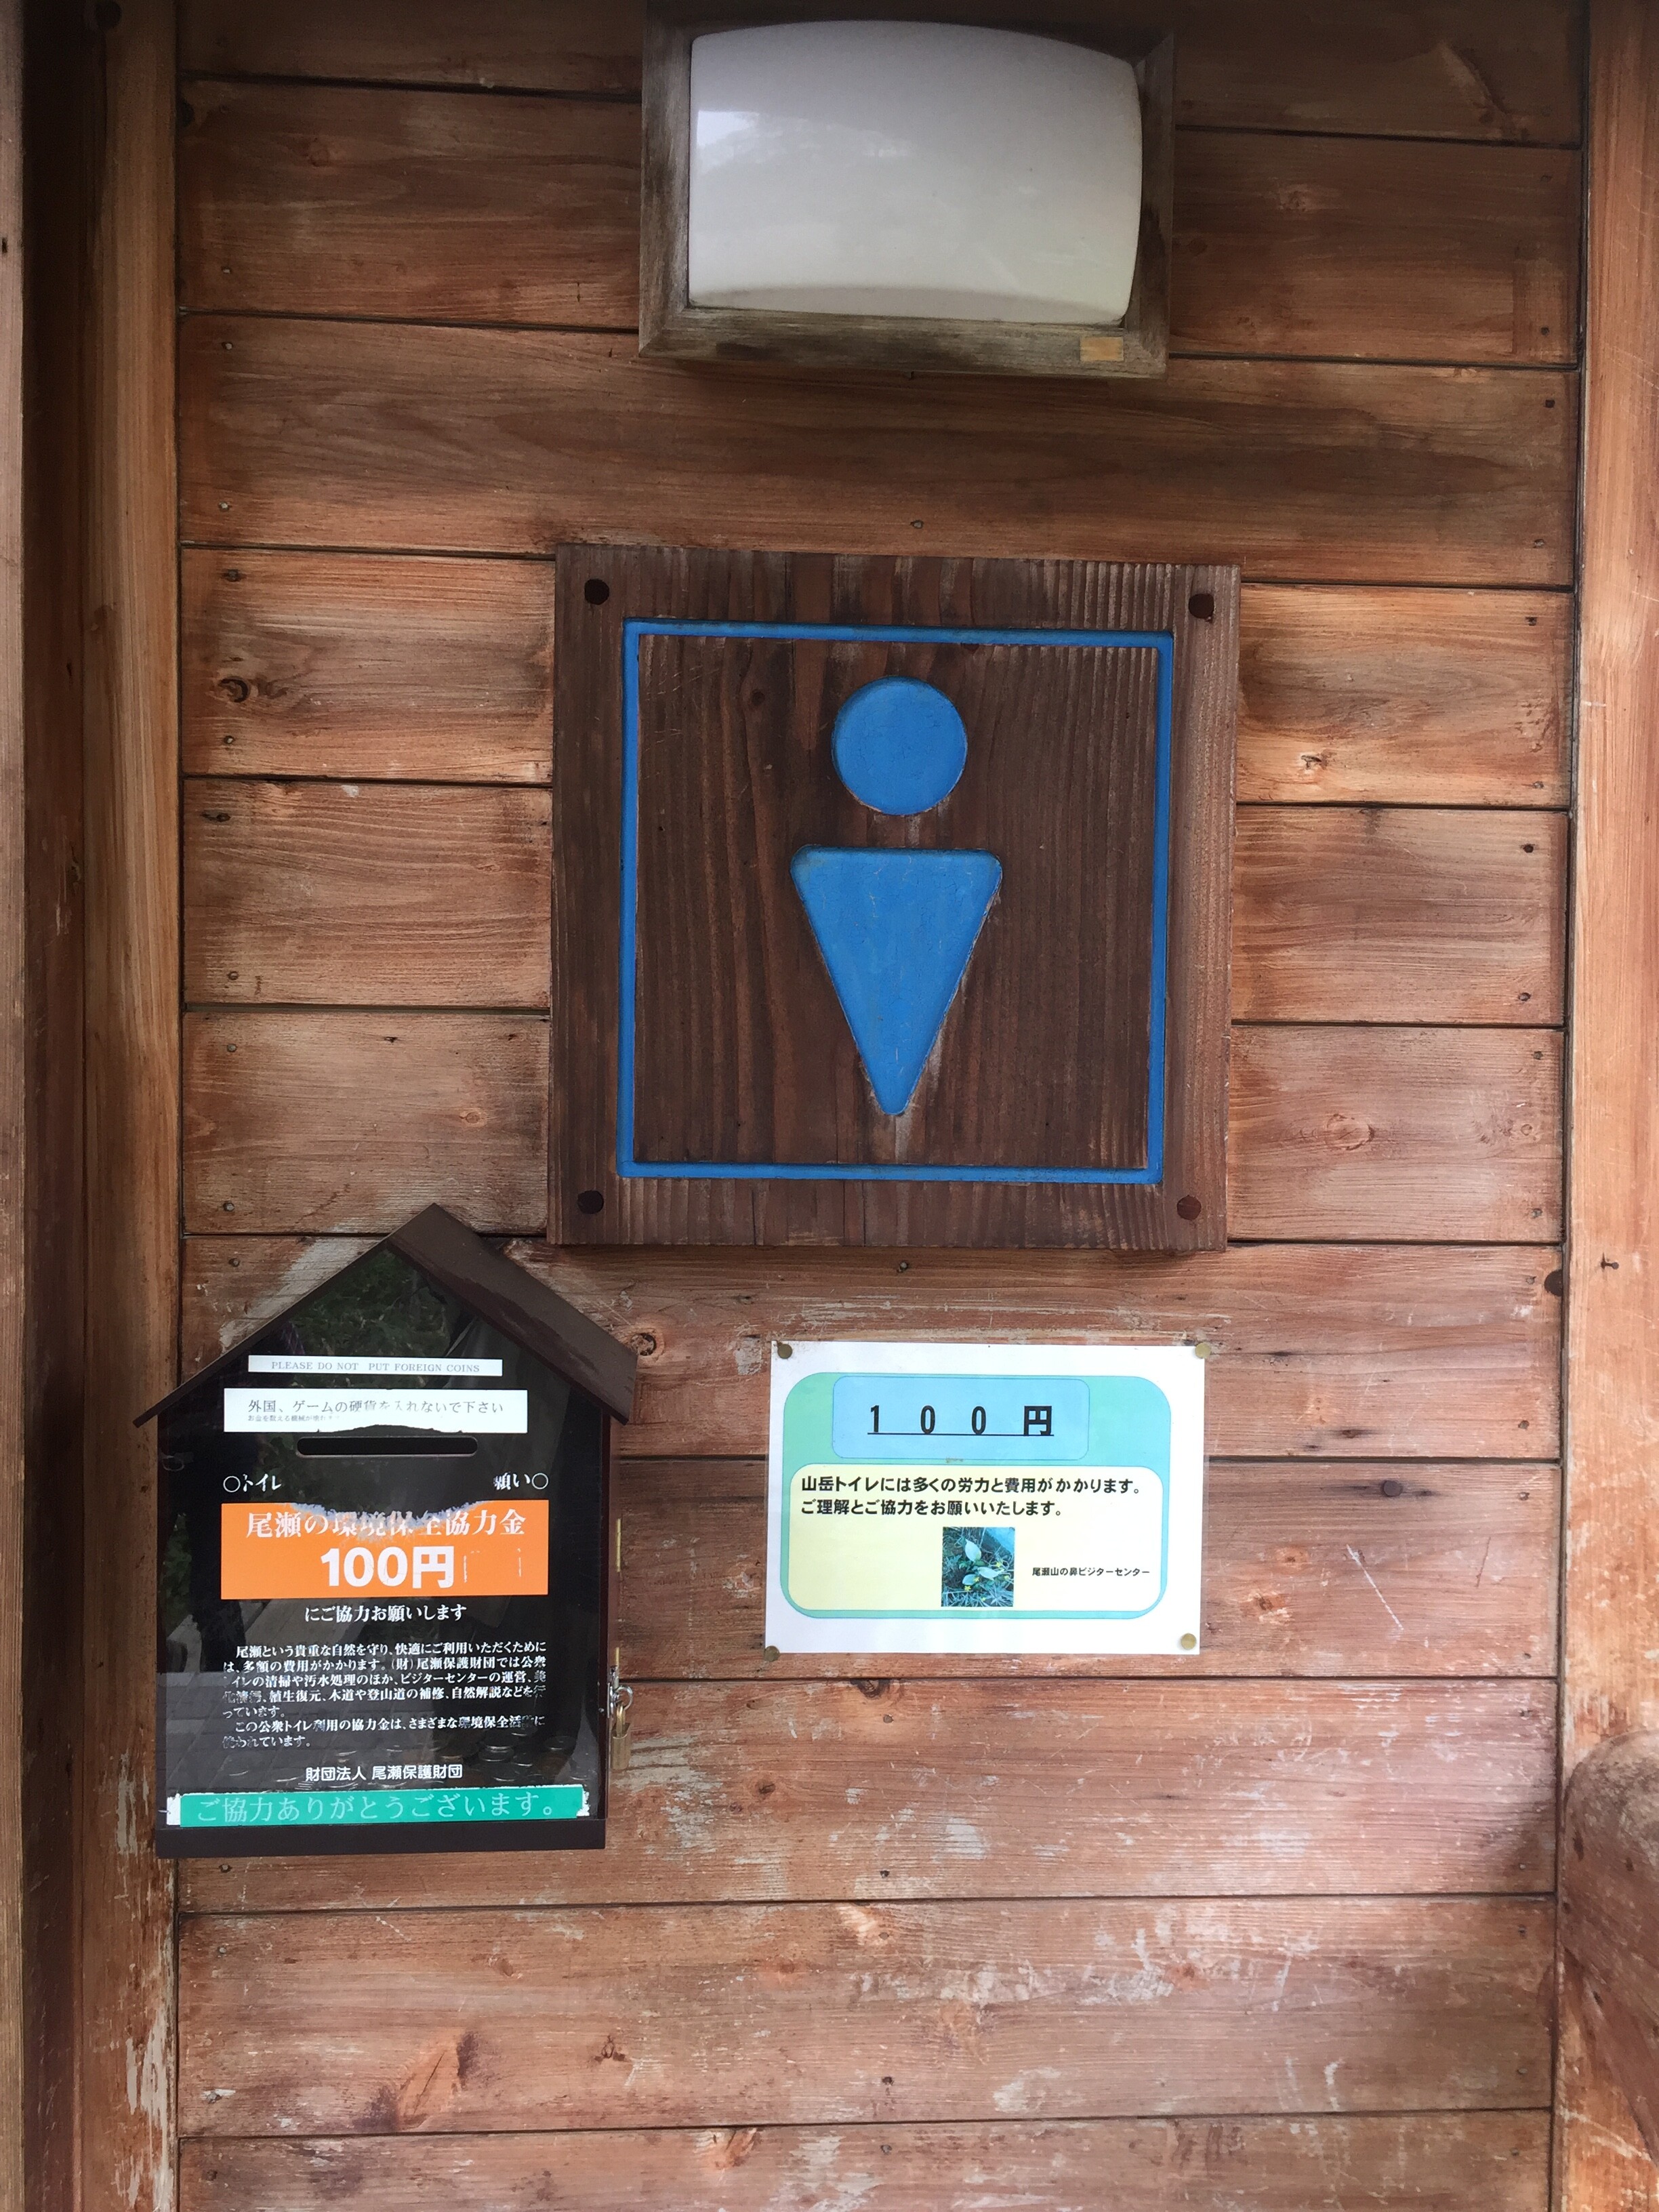 PLEASE DO NOT PUT FOREIGN COINS
外国、ゲームの硬貨を入れないで下さい
お金を数える機械が壊れ
○トイレ 願い○
尾瀬の環境保全協力金
100円
にご協力お願いします
尾瀬という貴重な自然を守り、快適にご利用いただくために
は、多額の費用がかかります。(財)尾瀬保護財団では公衆
トイレの清掃や汚水処理のほか、ビジターセンターの運営、美
化清掃、植生復元、木道や登山道の補修、自然解説などを行
っています。
この公衆トイレ利用の協力金は、さまざまな環境保全活動に
使われています。
財団法人 尾瀬保護財団
ご協力ありがとうございます。
100円
山岳トイレには多くの労力と費用がかかります。
ご理解とご協力をお願いいたします。
尾瀬山の鼻ビジターセンター